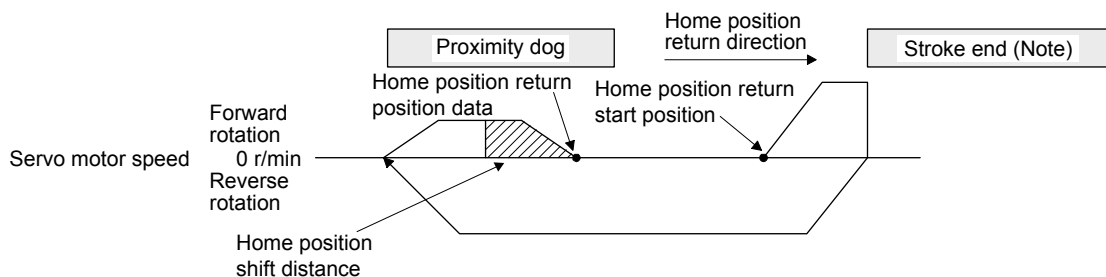 Home position
return direction
Proximity dog
Stroke end (Note)
Home position return
position data
Home position return
start position
Forward
rotation
Servo motor speed
0 r/min
Reverse
rotation
Home position
shift distance